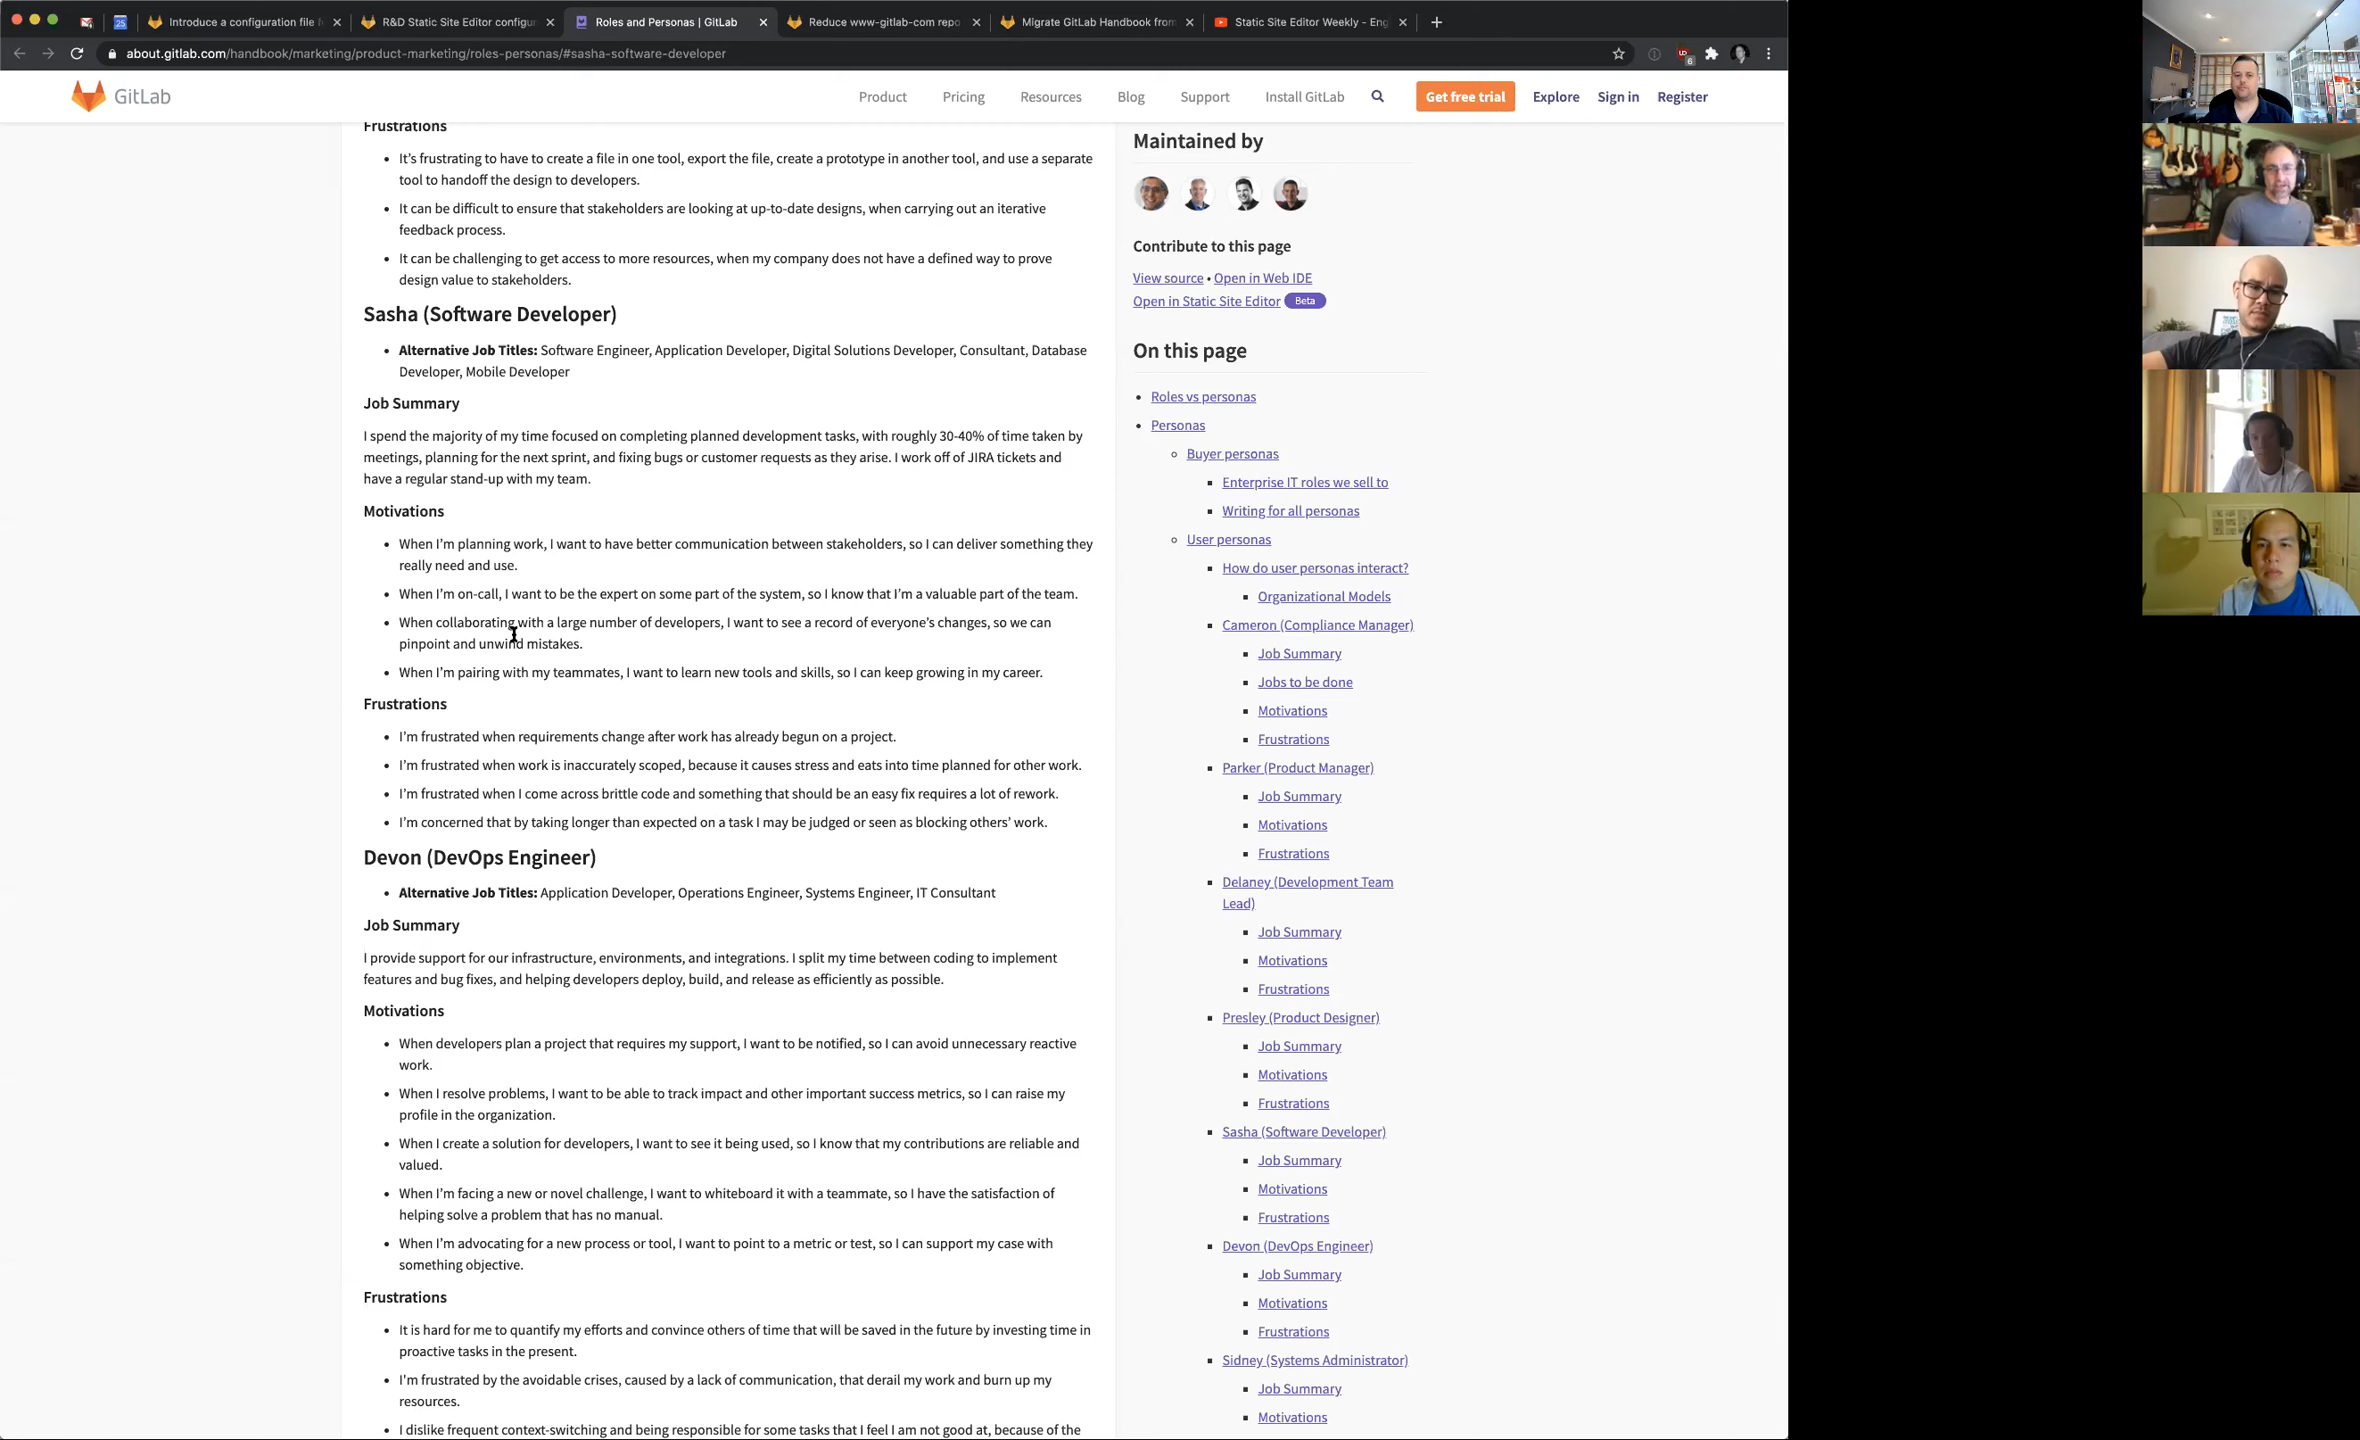 Introduce a configuration file f
R&D Static Site Editor configur
Roles and Personas | GitLab
Reduce www-gitlab-com repo
Migrate GitLab Handbook from
Static Site Editor Weekly - Eng
about.gitlab.com/handbook/marketing/product-marketing/roles-personas/#sasha-software-developer
6
GitLab
Product
Pricing
Resources
Blog
Support
Install GitLab
Get free trial
Explore
Sign in
Register
Frustrations
• It's frustrating to have to create a file in one tool, export the file, create a prototype in another tool, and use a separate
tool to handoff the design to developers.
• It can be difficult to ensure that stakeholders are looking at up-to-date designs, when carrying out an iterative
feedback process.
• It can be challenging to get access to more resources, when my company does not have a defined way to prove
design value to stakeholders.
Sasha (Software Developer)
• Alternative Job Titles: Software Engineer, Application Developer, Digital Solutions Developer, Consultant, Database
Developer, Mobile Developer
Job Summary
I spend the majority of my time focused on completing planned development tasks, with roughly 30-40% of time taken by
meetings, planning for the next sprint, and fixing bugs or customer requests as they arise. I work off of JIRA tickets and
have a regular stand-up with my team.
Motivations
• When I'm planning work, I want to have better communication between stakeholders, so I can deliver something they
really need and use.
• When I'm on-call, I want to be the expert on some part of the system, so I know that I'm a valuable part of the team.
• When collaborating with a large number of developers, I want to see a record of everyone's changes, so we can
pinpoint and unwind mistakes.
• When I'm pairing with my teammates, I want to learn new tools and skills, so I can keep growing in my career.
Frustrations
• I'm frustrated when requirements change after work has already begun on a project.
• I'm frustrated when work is inaccurately scoped, because it causes stress and eats into time planned for other work.
• I'm frustrated when I come across brittle code and something that should be an easy fix requires a lot of rework.
• I'm concerned that by taking longer than expected on a task I may be judged or seen as blocking others' work.
Devon (DevOps Engineer)
• Alternative Job Titles: Application Developer, Operations Engineer, Systems Engineer, IT Consultant
Job Summary
I provide support for our infrastructure, environments, and integrations. I split my time between coding to implement
features and bug fixes, and helping developers deploy, build, and release as efficiently as possible.
Motivations
• When developers plan a project that requires my support, I want to be notified, so I can avoid unnecessary reactive
work.
• When I resolve problems, I want to be able to track impact and other important success metrics, so I can raise my
profile in the organization.
• When I create a solution for developers, I want to see it being used, so I know that my contributions are reliable and
valued.
• When I'm facing a new or novel challenge, I want to whiteboard it with a teammate, so I have the satisfaction of
helping solve a problem that has no manual.
• When I'm advocating for a new process or tool, I want to point to a metric or test, so I can support my case with
something objective.
Frustrations
• It is hard for me to quantify my efforts and convince others of time that will be saved in the future by investing time in
proactive tasks in the present.
• I'm frustrated by the avoidable crises, caused by a lack of communication, that derail my work and burn up my
resources.
• I dislike frequent context-switching and being responsible for some tasks that I feel I am not good at, because of the
Maintained by
Contribute to this page
View source • Open in Web IDE
Open in Static Site Editor Beta
On this page
• Roles vs personas
• Personas
Buyer personas
Enterprise IT roles we sell to
Writing for all personas
User personas
How do user personas interact?
Organizational Models
Cameron (Compliance Manager)
Job Summary
Jobs to be done
Motivations
Frustrations
Parker (Product Manager)
Job Summary
Motivations
Frustrations
Delaney (Development Team
Lead)
Job Summary
Motivations
Frustrations
Presley (Product Designer)
Job Summary
Motivations
Frustrations
Sasha (Software Developer)
Job Summary
Motivations
Frustrations
Devon (DevOps Engineer)
Job Summary
Motivations
Frustrations
Sidney (Systems Administrator)
Job Summary
Motivations